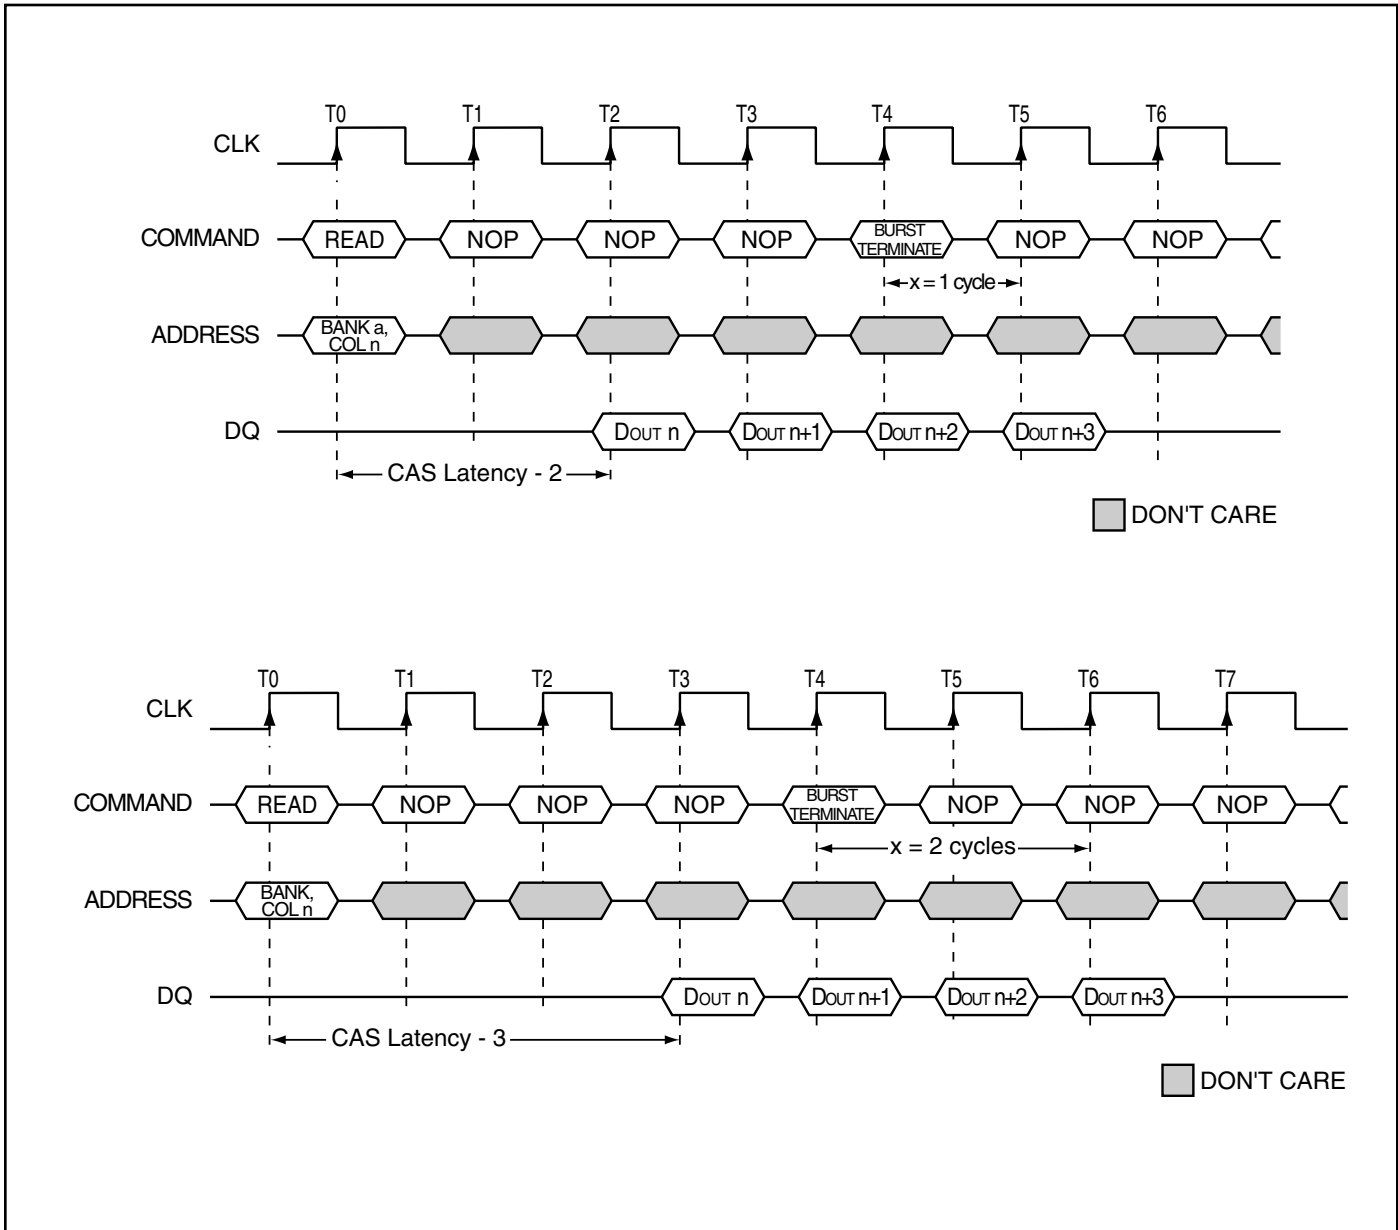 T0 T1 T2 T3 T4 T5 T6
CLK
COMMAND READ NOP NOP NOP BURST TERMINATE NOP NOP
x = 1 cycle
ADDRESS BANK a, COL n
DQ DOUT n DOUT n+1 DOUT n+2 DOUT n+3
CAS Latency - 2
DON'T CARE
T0 T1 T2 T3 T4 T5 T6 T7
CLK
COMMAND READ NOP NOP NOP BURST TERMINATE NOP NOP NOP
x = 2 cycles
ADDRESS BANK, COL n
DQ DOUT n DOUT n+1 DOUT n+2 DOUT n+3
CAS Latency - 3
DON'T CARE